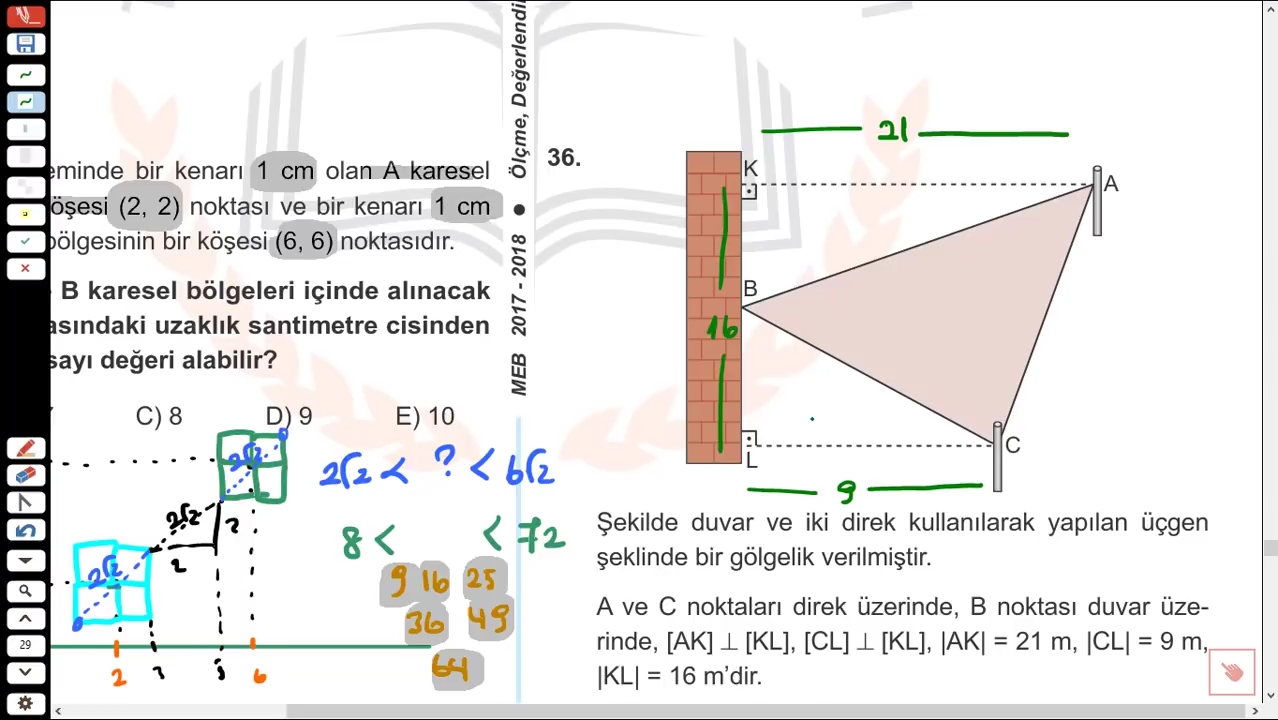 eminde bir kenarı 1 cm olan A karesel
öşesi (2, 2) noktası ve bir kenarı 1 cm
bölgesinin bir köşesi (6, 6) noktasıdır.
B karesel bölgeleri içinde alınacak
asındaki uzaklık santimetre cisinden
sayı değeri alabilir?
C) 8 D) 9 E) 10
2√2
2√2
2
2
2√2
2 6
2√2 < ? < 6√2
8 < < 72
9 16 25
36 49
64
29
MEB 2017 - 2018 ● Ölçme, Değerlendi
36.
21
K
A
B
16
C
L
9
Şekilde duvar ve iki direk kullanılarak yapılan üçgen
şeklinde bir gölgelik verilmiştir.
A ve C noktaları direk üzerinde, B noktası duvar üze-
rinde, [AK] ⊥ [KL], [CL] ⊥ [KL], |AK| = 21 m, |CL| = 9 m,
|KL| = 16 m'dir.